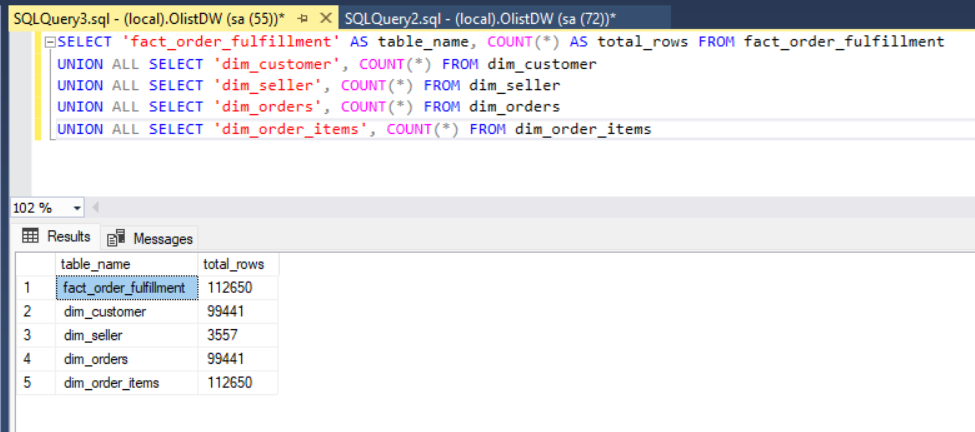 SQLQuery3.sql - (local).OlistDW (sa (55))* SQLQuery2.sql - (local).OlistDW (sa (72))*
SELECT 'fact_order_fulfillment' AS table_name, COUNT(*) AS total_rows FROM fact_order_fulfillment
UNION ALL SELECT 'dim_customer', COUNT(*) FROM dim_customer
UNION ALL SELECT 'dim_seller', COUNT(*) FROM dim_seller
UNION ALL SELECT 'dim_orders', COUNT(*) FROM dim_orders
UNION ALL SELECT 'dim_order_items', COUNT(*) FROM dim_order_items
102 %
Results Messages
table_name total_rows
1 fact_order_fulfillment 112650
2 dim_customer 99441
3 dim_seller 3557
4 dim_orders 99441
5 dim_order_items 112650